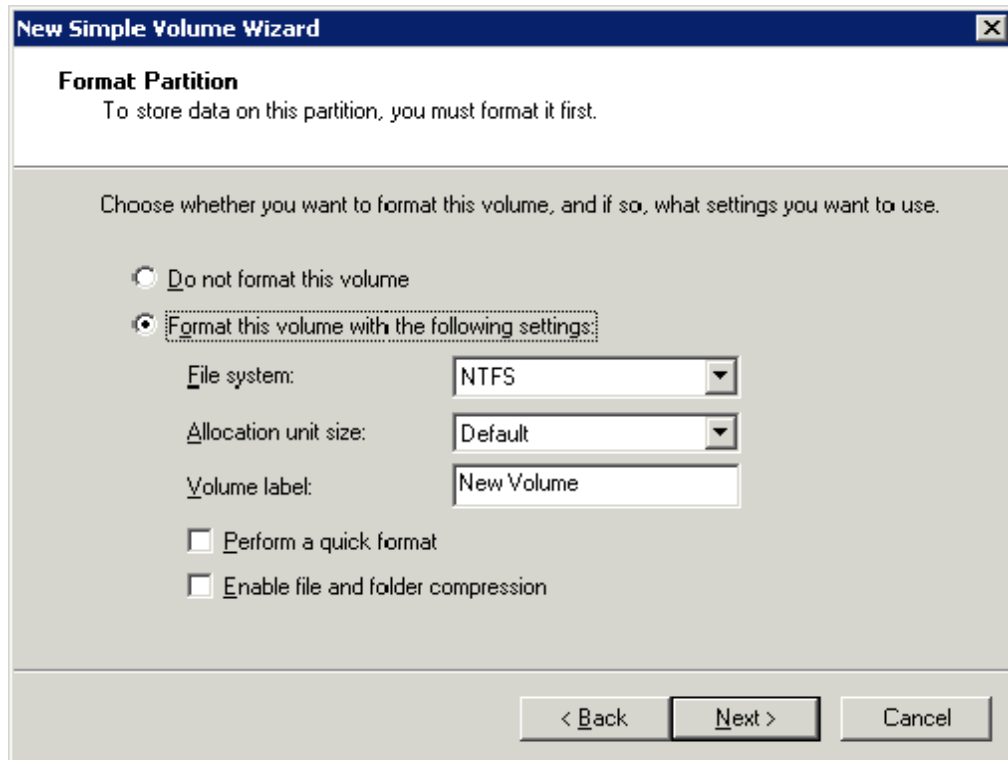 New Simple Volume Wizard
Format Partition
To store data on this partition, you must format it first.
Choose whether you want to format this volume, and if so, what settings you want to use.
Do not format this volume
Format this volume with the following settings:
File system:
NTFS
Allocation unit size:
Default
Volume label:
New Volume
Perform a quick format
Enable file and folder compression
< Back
Next >
Cancel